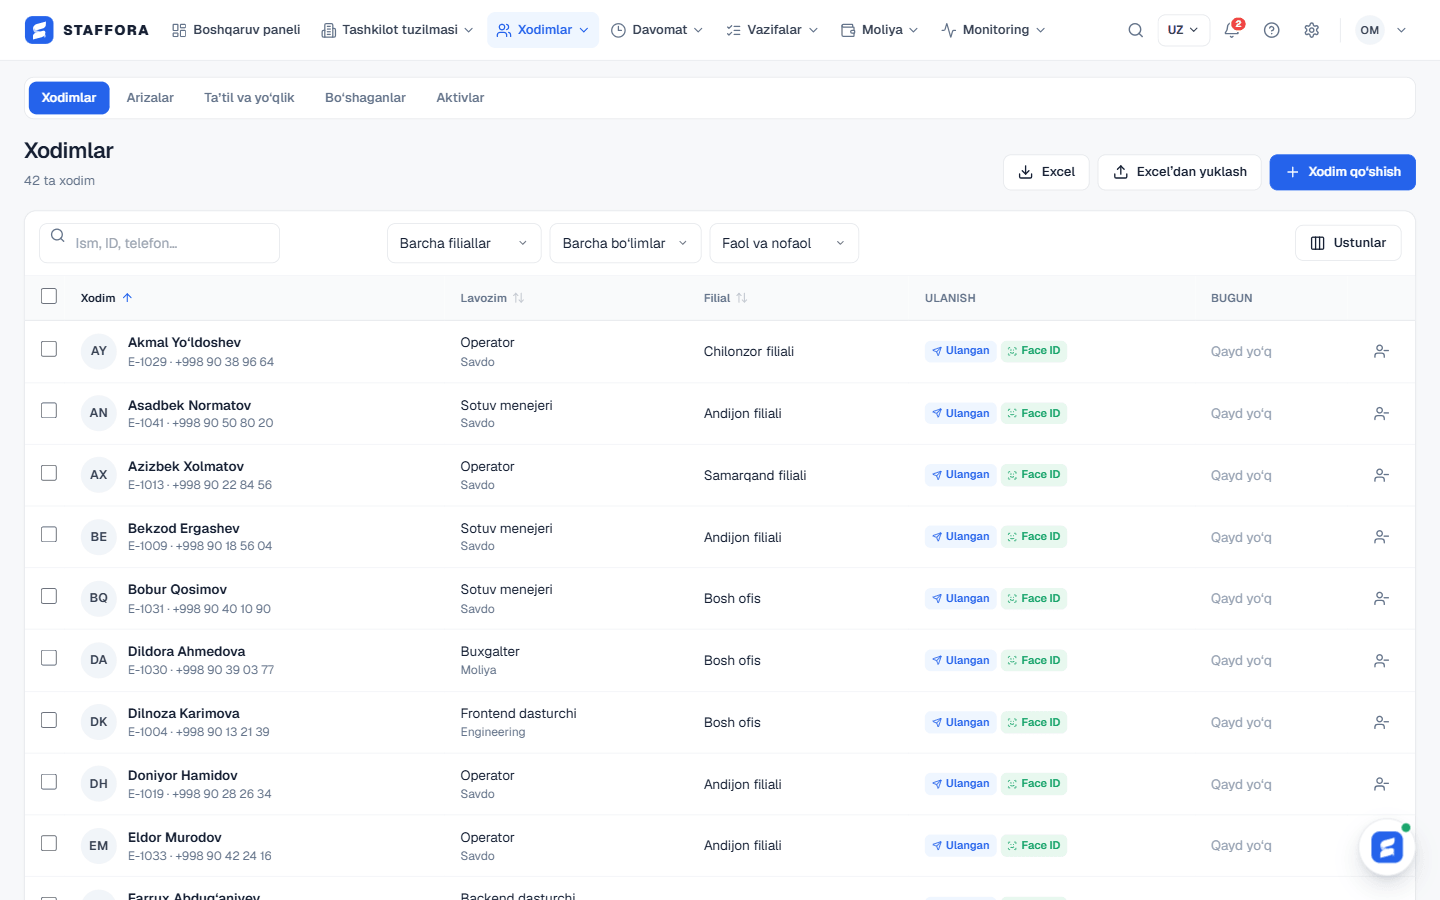 STAFFORA Boshqaruv paneli Tashkilot tuzilmasi Xodimlar Davomat Vazifalar Moliya Monitoring UZ 2 OM
Xodimlar Arizalar Ta’til va yo‘qlik Bo‘shaganlar Aktivlar
Xodimlar
42 ta xodim
Excel Excel’dan yuklash Xodim qo‘shish
Ism, ID, telefon... Barcha filiallar Barcha bo‘limlar Faol va nofaol Ustunlar
Xodim Lavozim Filial ULANISH BUGUN
AY Akmal Yo‘ldoshev Operator Chilonzor filiali Ulangan Face ID Qayd yo‘q
E-1029 · +998 90 38 96 64 Savdo
AN Asadbek Normatov Sotuv menejeri Andijon filiali Ulangan Face ID Qayd yo‘q
E-1041 · +998 90 50 80 20 Savdo
AX Azizbek Xolmatov Operator Samarqand filiali Ulangan Face ID Qayd yo‘q
E-1013 · +998 90 22 84 56 Savdo
BE Bekzod Ergashev Sotuv menejeri Andijon filiali Ulangan Face ID Qayd yo‘q
E-1009 · +998 90 18 56 04 Savdo
BQ Bobur Qosimov Sotuv menejeri Bosh ofis Ulangan Face ID Qayd yo‘q
E-1031 · +998 90 40 10 90 Savdo
DA Dildora Ahmedova Buxgalter Bosh ofis Ulangan Face ID Qayd yo‘q
E-1030 · +998 90 39 03 77 Moliya
DK Dilnoza Karimova Frontend dasturchi Bosh ofis Ulangan Face ID Qayd yo‘q
E-1004 · +998 90 13 21 39 Engineering
DH Doniyor Hamidov Operator Andijon filiali Ulangan Face ID Qayd yo‘q
E-1019 · +998 90 28 26 34 Savdo
EM Eldor Murodov Operator Andijon filiali Ulangan Face ID Qayd yo‘q
E-1033 · +998 90 42 24 16 Savdo
Farrux Abdug‘aniyev Backend dasturchi